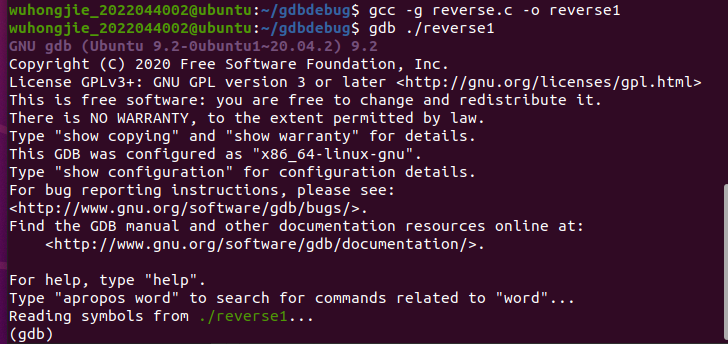 wuhongjie_2022044002@ubuntu:~/gdbdebug$ gcc -g reverse.c -o reverse1
wuhongjie_2022044002@ubuntu:~/gdbdebug$ gdb ./reverse1
GNU gdb (Ubuntu 9.2-0ubuntu1~20.04.2) 9.2
Copyright (C) 2020 Free Software Foundation, Inc.
License GPLv3+: GNU GPL version 3 or later <http://gnu.org/licenses/gpl.html>
This is free software: you are free to change and redistribute it.
There is NO WARRANTY, to the extent permitted by law.
Type "show copying" and "show warranty" for details.
This GDB was configured as "x86_64-linux-gnu".
Type "show configuration" for configuration details.
For bug reporting instructions, please see:
<http://www.gnu.org/software/gdb/bugs/>.
Find the GDB manual and other documentation resources online at:
    <http://www.gnu.org/software/gdb/documentation/>.

For help, type "help".
Type "apropos word" to search for commands related to "word"...
Reading symbols from ./reverse1...
(gdb)